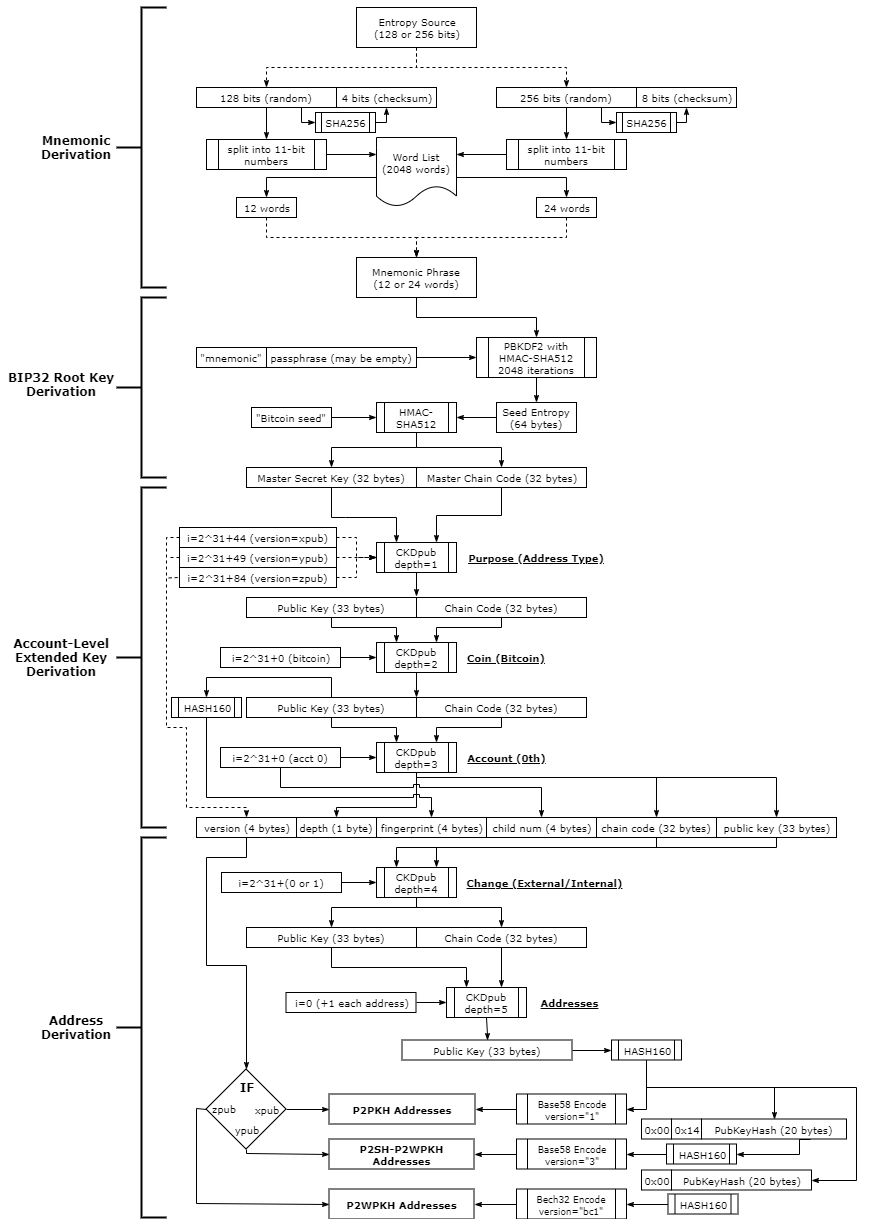 Entropy Source
(128 or 256 bits)
128 bits (random)
4 bits (checksum)
256 bits (random)
8 bits (checksum)
SHA256
SHA256
Mnemonic
Derivation
split into 11-bit
numbers
Word List
(2048 words)
split into 11-bit
numbers
12 words
24 words
Mnemonic Phrase
(12 or 24 words)
BIP32 Root Key
Derivation
"mnemonic"
passphrase (may be empty)
PBKDF2 with
HMAC-SHA512
2048 iterations
"Bitcoin seed"
HMAC-
SHA512
Seed Entropy
(64 bytes)
Master Secret Key (32 bytes)
Master Chain Code (32 bytes)
Account-Level
Extended Key
Derivation
i=2^31+44 (version=xpub)
i=2^31+49 (version=ypub)
i=2^31+84 (version=zpub)
CKDpub
depth=1
Purpose (Address Type)
Public Key (33 bytes)
Chain Code (32 bytes)
i=2^31+0 (bitcoin)
CKDpub
depth=2
Coin (Bitcoin)
HASH160
Public Key (33 bytes)
Chain Code (32 bytes)
i=2^31+0 (acct 0)
CKDpub
depth=3
Account (0th)
version (4 bytes)
depth (1 byte)
fingerprint (4 bytes)
child num (4 bytes)
chain code (32 bytes)
public key (33 bytes)
Address
Derivation
i=2^31+(0 or 1)
CKDpub
depth=4
Change (External/Internal)
Public Key (33 bytes)
Chain Code (32 bytes)
i=0 (+1 each address)
CKDpub
depth=5
Addresses
Public Key (33 bytes)
HASH160
IF
zpub
xpub
ypub
P2PKH Addresses
Base58 Encode
version="1"
0x00
0x14
PubKeyHash (20 bytes)
P2SH-P2WPKH
Addresses
Base58 Encode
version="3"
HASH160
0x00
PubKeyHash (20 bytes)
P2WPKH Addresses
Bech32 Encode
version="bc1"
HASH160